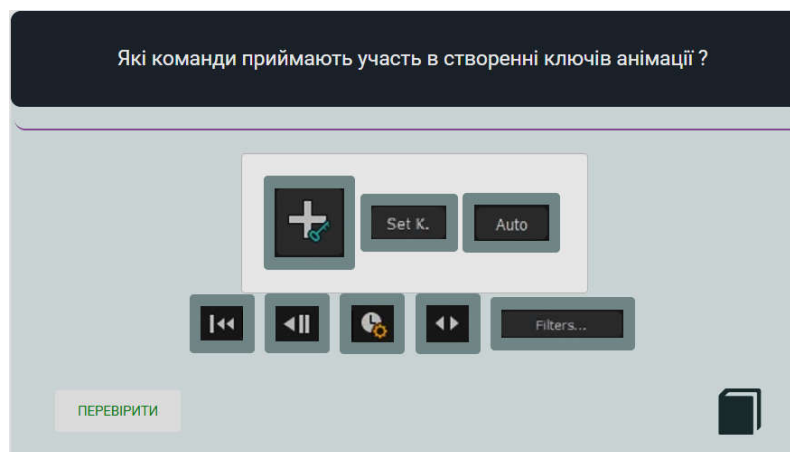 Які команди приймають участь в створенні ключів анімації ?
Set K.
Auto
Filters...
ПЕРЕВІРИТИ